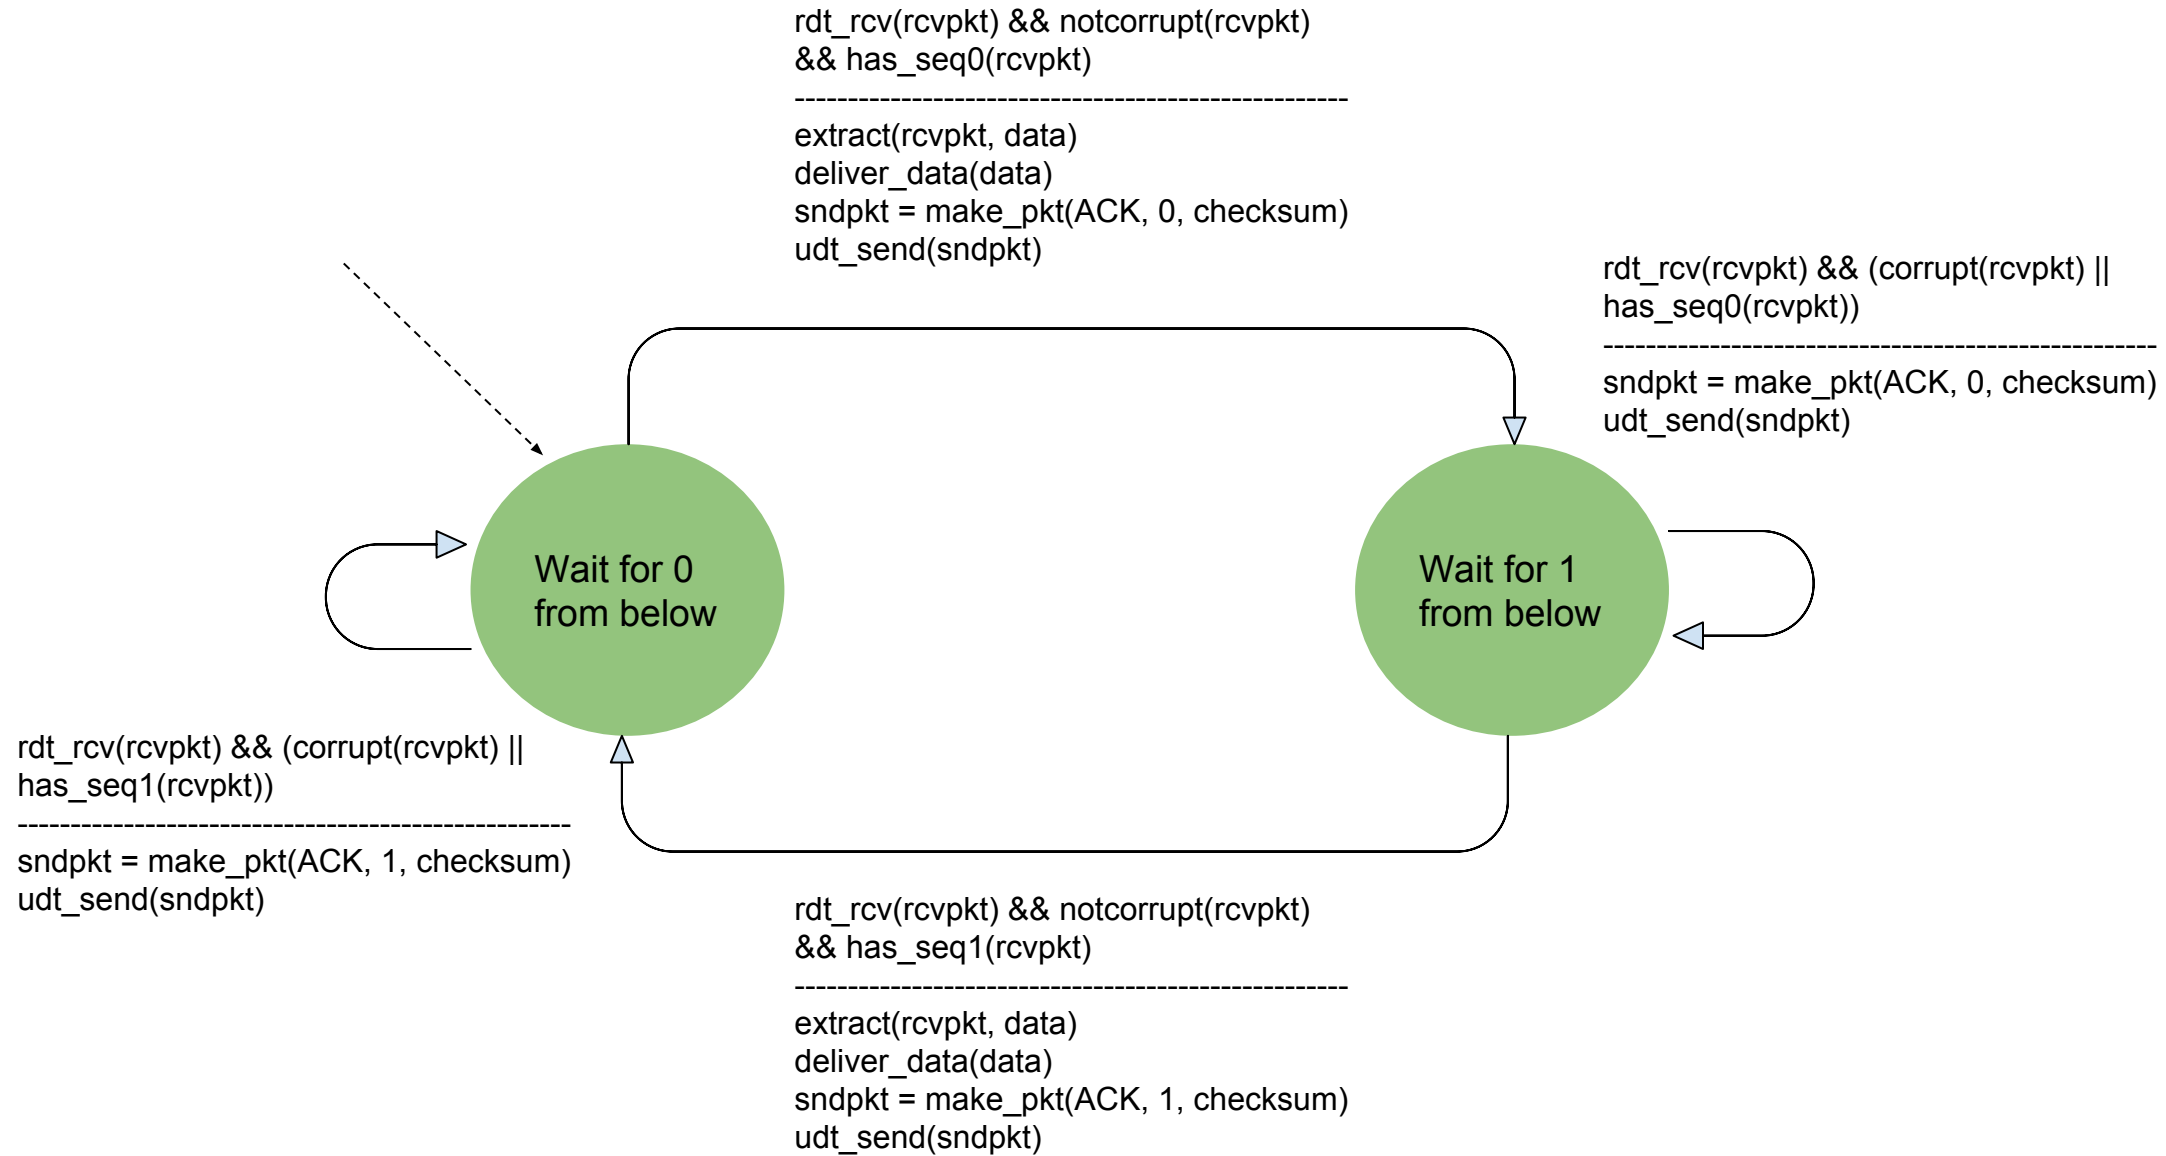 rdt_rcv(rcvpkt) && notcorrupt(rcvpkt)
&& has_seq0(rcvpkt)
----------------------------------------------------
extract(rcvpkt, data)
deliver_data(data)
sndpkt = make_pkt(ACK, 0, checksum)
udt_send(sndpkt)
rdt_rcv(rcvpkt) && (corrupt(rcvpkt) ||
has_seq0(rcvpkt))
----------------------------------------------------
sndpkt = make_pkt(ACK, 0, checksum)
udt_send(sndpkt)
Wait for 0
from below
Wait for 1
from below
rdt_rcv(rcvpkt) && (corrupt(rcvpkt) ||
has_seq1(rcvpkt))
----------------------------------------------------
sndpkt = make_pkt(ACK, 1, checksum)
udt_send(sndpkt)
rdt_rcv(rcvpkt) && notcorrupt(rcvpkt)
&& has_seq1(rcvpkt)
----------------------------------------------------
extract(rcvpkt, data)
deliver_data(data)
sndpkt = make_pkt(ACK, 1, checksum)
udt_send(sndpkt)